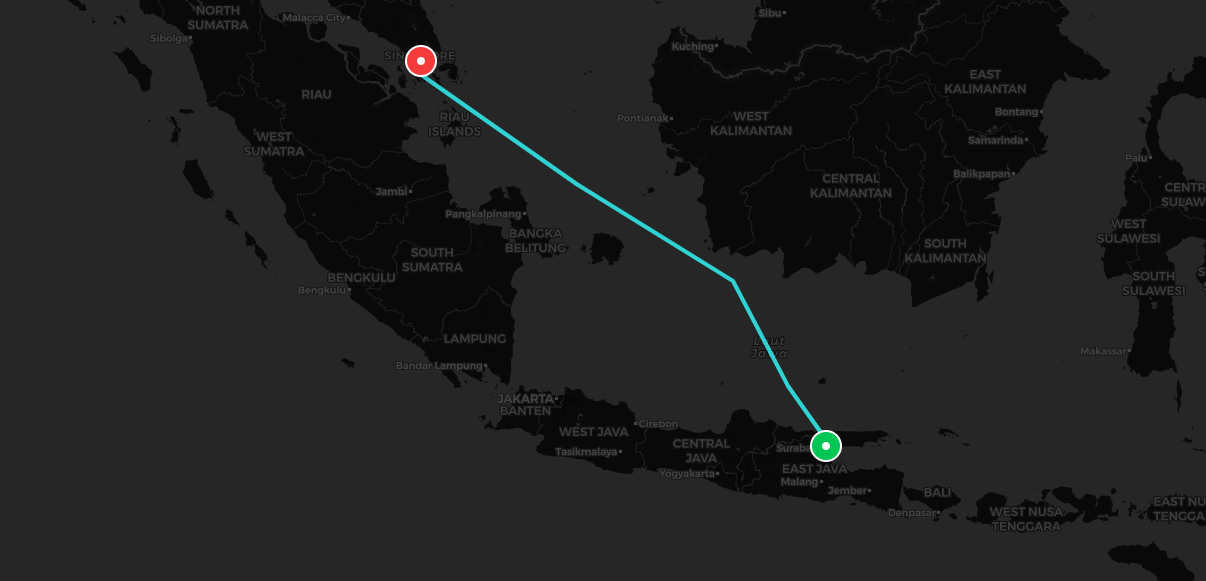 NORTH
SUMATRA
Malacca City
Sibolga
Sibu
Kuching
RIAU
EAST
KALIMANTAN
Bontang
RIAU
ISLANDS
Pontianak
WEST
KALIMANTAN
WEST
SUMATRA
Samarinda
Palu
Balikpapan
Jambi
CENTRAL
KALIMANTAN
CENTR
SULAW
Pangkalpinang
BANGKA
BELITUNG
WEST
SULAWESI
SOUTH
SUMATRA
SOUTH
KALIMANTAN
BENGKULU
Bengkulu
SOUTH
SULAWESI
LAMPUNG
Laut
Jawa
Makassar
Bandar Lampung
JAKARTA
BANTEN
Cirebon
WEST JAVA
CENTRAL
JAVA
Tasikmalaya
Surab
EAST JAVA
Yogyakarta
Malang
Jember
BALI
Denpasar
WEST NUSA
TENGGARA
EAST NU
TENGGA